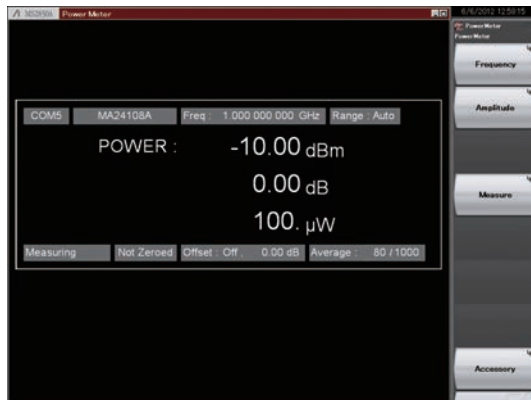 MS2690A Power Meter
6/6/2012 12:58:15
Power Meter
Power Meter
Frequency
Amplitude
COM5 MA24108A Freq : 1.000 000 000 GHz Range : Auto
POWER : -10.00 dBm
0.00 dB
100. µW
Measure
Measuring Not Zeroed Offset : Off , 0.00 dB Average : 80 / 1000
Accessory